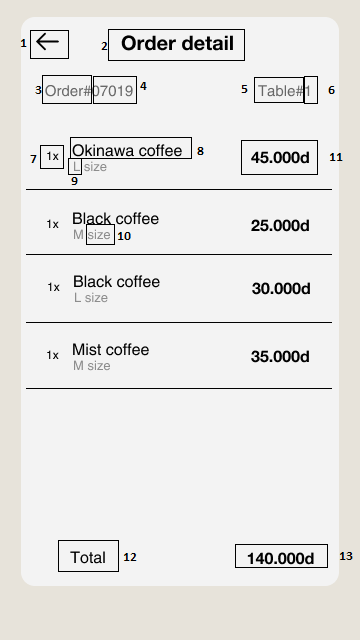 1 2 Order detail
3 Order#07019 4 5 Table#1 6
7 1x Okinawa coffee 8 45.000d 11
L size
9
1x Black coffee 25.000d
M size 10
1x Black coffee 30.000d
L size
1x Mist coffee 35.000d
M size
Total 12 140.000d 13